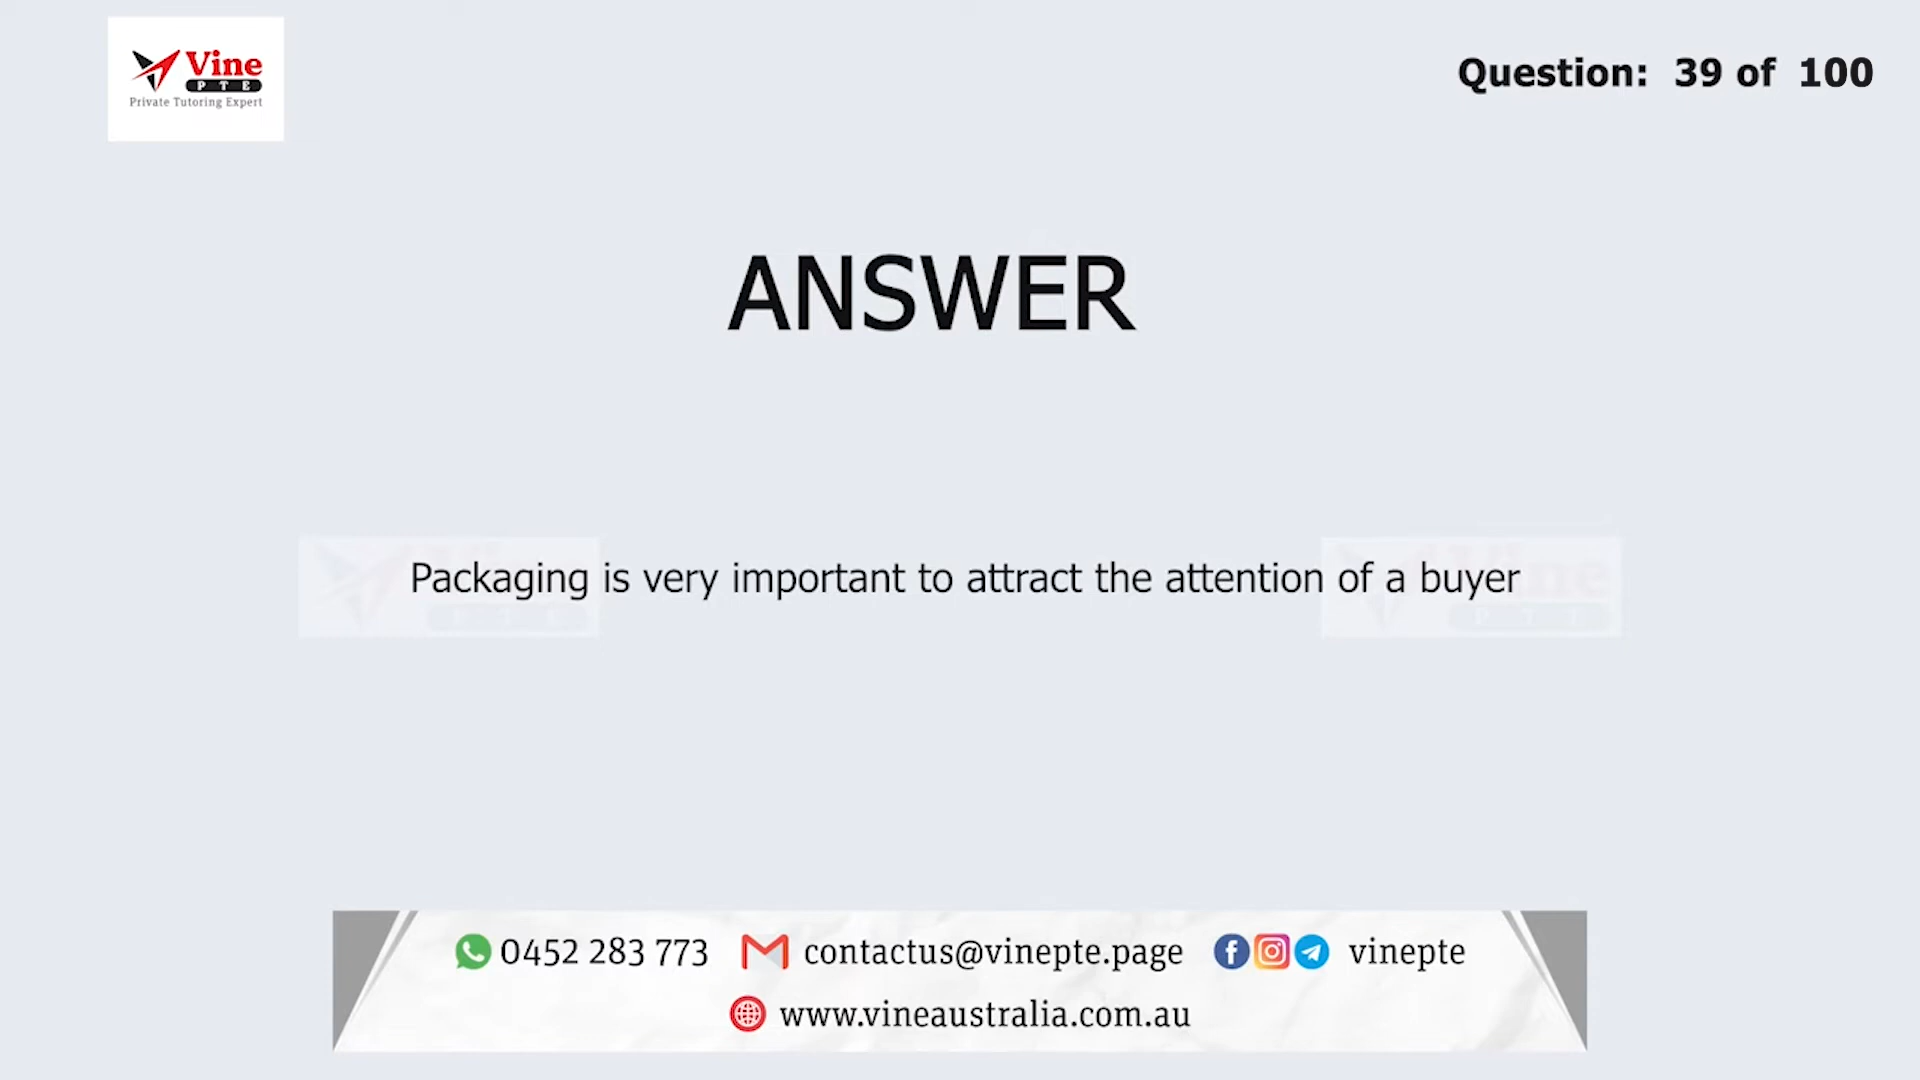 Vine
PTE
Private Tutoring Expert
Question: 39 of 100
ANSWER
Packaging is very important to attract the attention of a buyer
0452 283 773 contactus@vinepte.page vinepte
www.vineaustralia.com.au